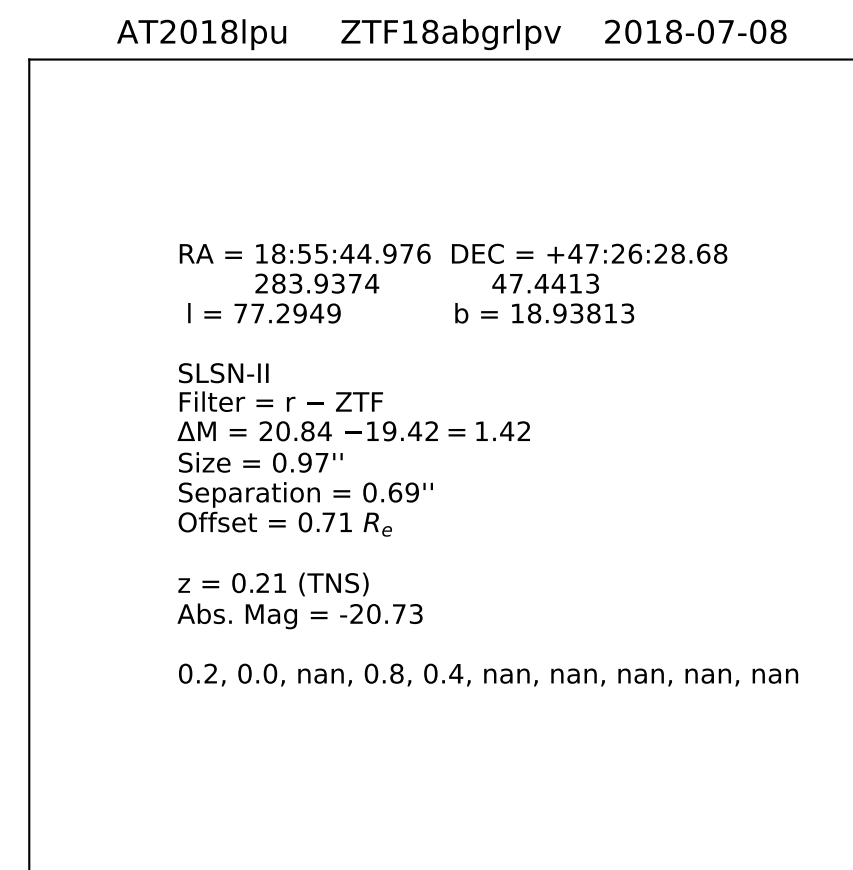 AT2018lpu ZTF18abgrlpv 2018-07-08
RA = 18:55:44.976 DEC = +47:26:28.68
283.9374 47.4413
l = 77.2949 b = 18.93813
SLSN-II
Filter = r − ZTF
ΔM = 20.84 −19.42 = 1.42
Size = 0.97''
Separation = 0.69''
Offset = 0.71 Rₑ
z = 0.21 (TNS)
Abs. Mag = -20.73
0.2, 0.0, nan, 0.8, 0.4, nan, nan, nan, nan, nan